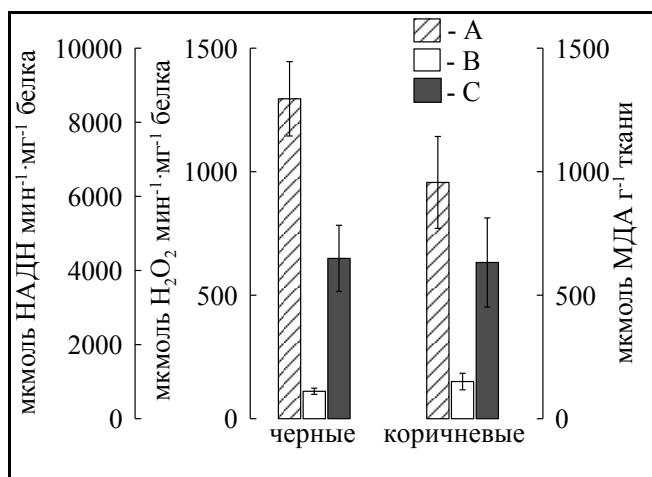 мкмоль НАДН мин⁻¹·мг⁻¹ белка
10000
8000
6000
4000
2000
0
мкмоль H₂O₂ мин⁻¹·мг⁻¹ белка
1500
1000
500
0
- A
- B
- C
1500
1000
500
0
мкмоль МДА г⁻¹ ткани
черные
коричневые